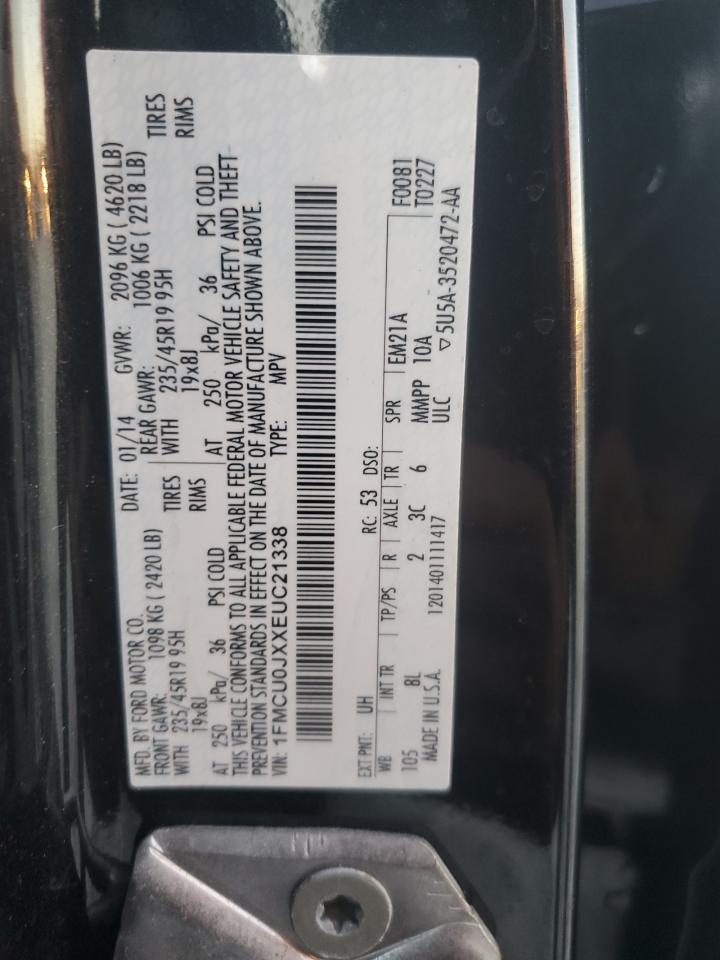 MFD. BY FORD MOTOR CO.
DATE: 01/14 GVWR: 2096 KG ( 4620 LB)
FRONT GAWR: 1098 KG ( 2420 LB) REAR GAWR: 1006 KG ( 2218 LB)
WITH 235/45R19 95H TIRES WITH 235/45R19 95H TIRES
19x8J RIMS 19x8J RIMS
AT 250 kPa/ 36 PSI COLD AT 250 kPa/ 36 PSI COLD
THIS VEHICLE CONFORMS TO ALL APPLICABLE FEDERAL MOTOR VEHICLE SAFETY AND THEFT
PREVENTION STANDARDS IN EFFECT ON THE DATE OF MANUFACTURE SHOWN ABOVE.
VIN: 1FMCU0JXXEUC21338 TYPE: MPV
EXT PNT: UH RC: 53 DSO:
WB INT TR TP/PS R AXLE TR SPR EM21A F0081
105 8L 2 3C 6 MMPP 10A T0227
MADE IN U.S.A. 1201401111417 ULC ▽5U5A-3520472-AA